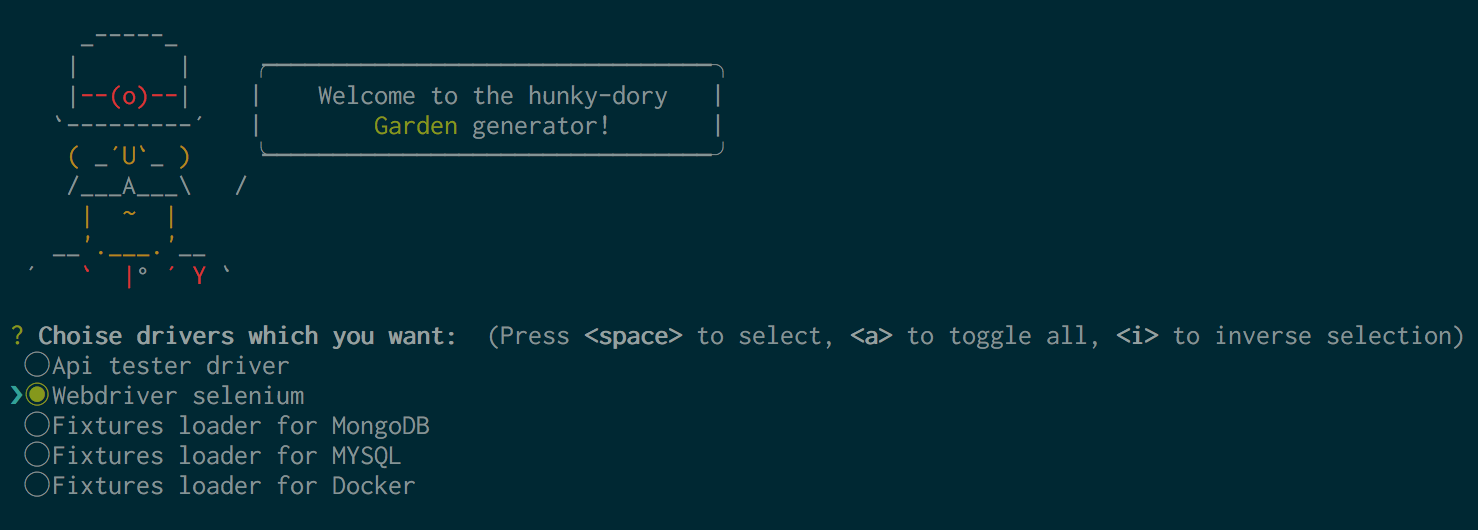 Welcome to the hunky-dory
Garden generator!
? Choise drivers which you want:  (Press <space> to select, <a> to toggle all, <i> to inverse selection)
◯Api tester driver
❯◉Webdriver selenium
◯Fixtures loader for MongoDB
◯Fixtures loader for MYSQL
◯Fixtures loader for Docker